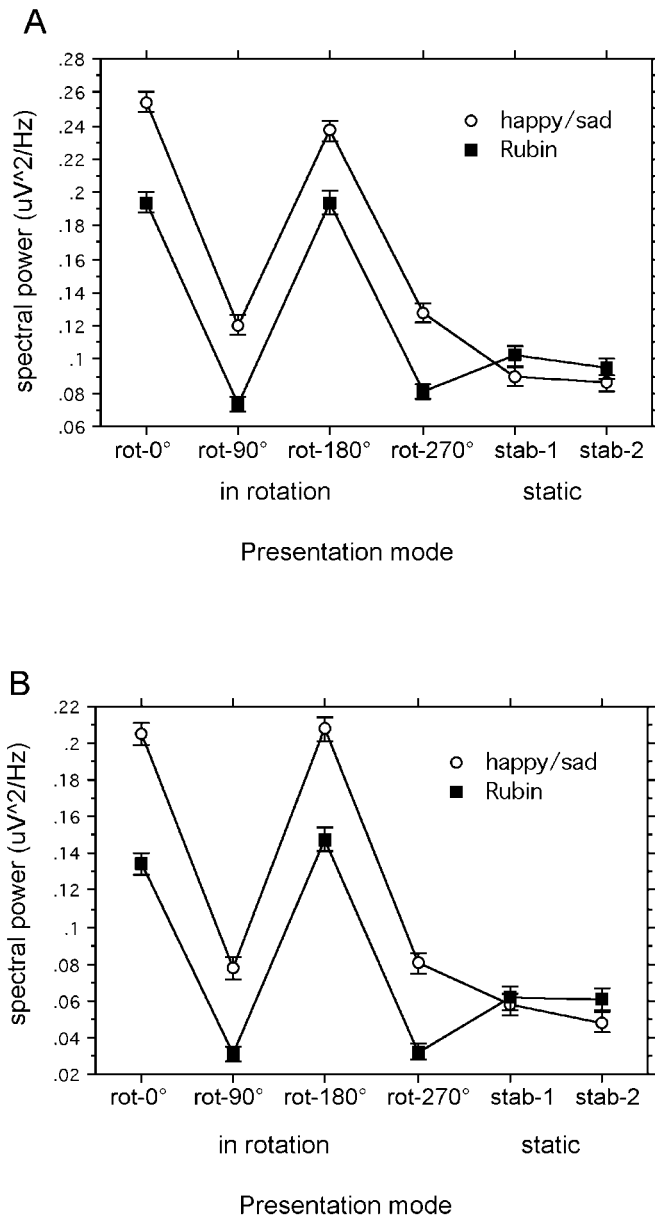 A
.28
.26
.24
.22
.2
.18
.16
.14
.12
.1
.08
.06
spectral power (uV^2/Hz)
happy/sad
Rubin
rot-0° rot-90° rot-180° rot-270° stab-1 stab-2
in rotation static
Presentation mode
B
.22
.2
.18
.16
.14
.12
.1
.08
.06
.04
.02
spectral power (uV^2/Hz)
happy/sad
Rubin
rot-0° rot-90° rot-180° rot-270° stab-1 stab-2
in rotation static
Presentation mode